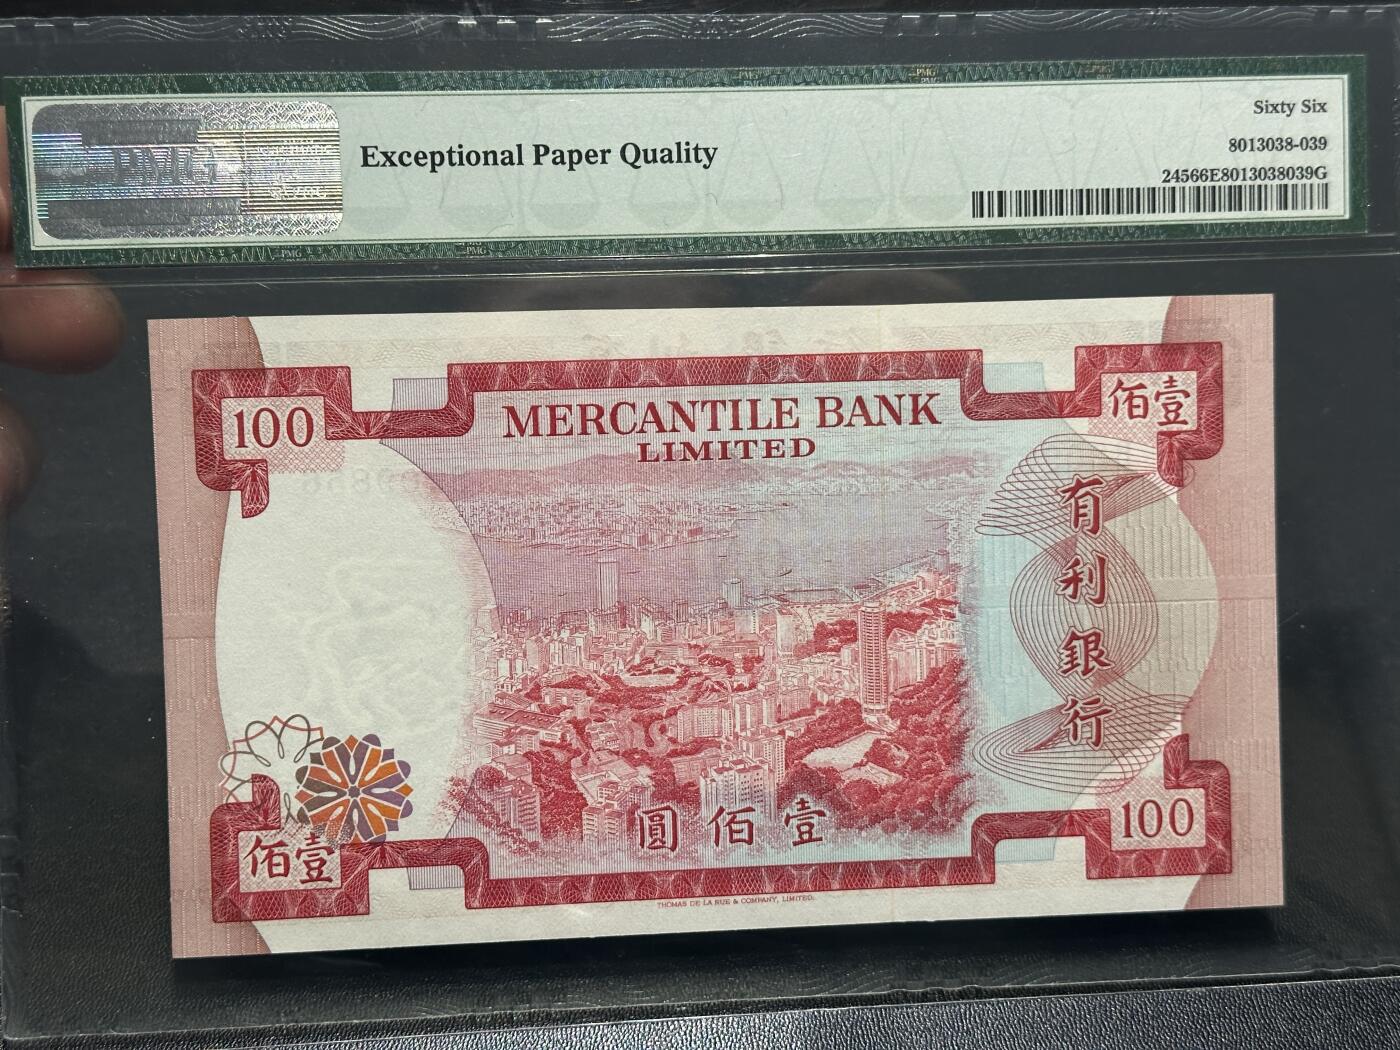 PMG
Exceptional Paper Quality
Sixty Six
8013038-039
24566E8013038039G
100
佰壹
MERCANTILE BANK
LIMITED
有利銀行
圓佰壹
佰壹
100
THOMAS DE LA RUE & COMPANY, LIMITED.